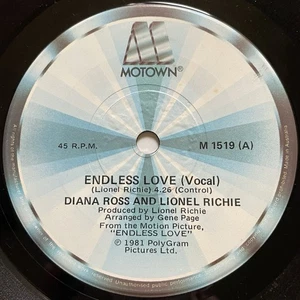 MOTOWN®
45 R.P.M.
M 1519 (A)
ENDLESS LOVE (Vocal)
(Lionel Richie) 4.26 (Control)
DIANA ROSS AND LIONEL RICHIE
Produced by Lionel Richie
Arranged by Gene Page
From the Motion Picture,
"ENDLESS LOVE"
℗ 1981 PolyGram
Pictures Ltd.